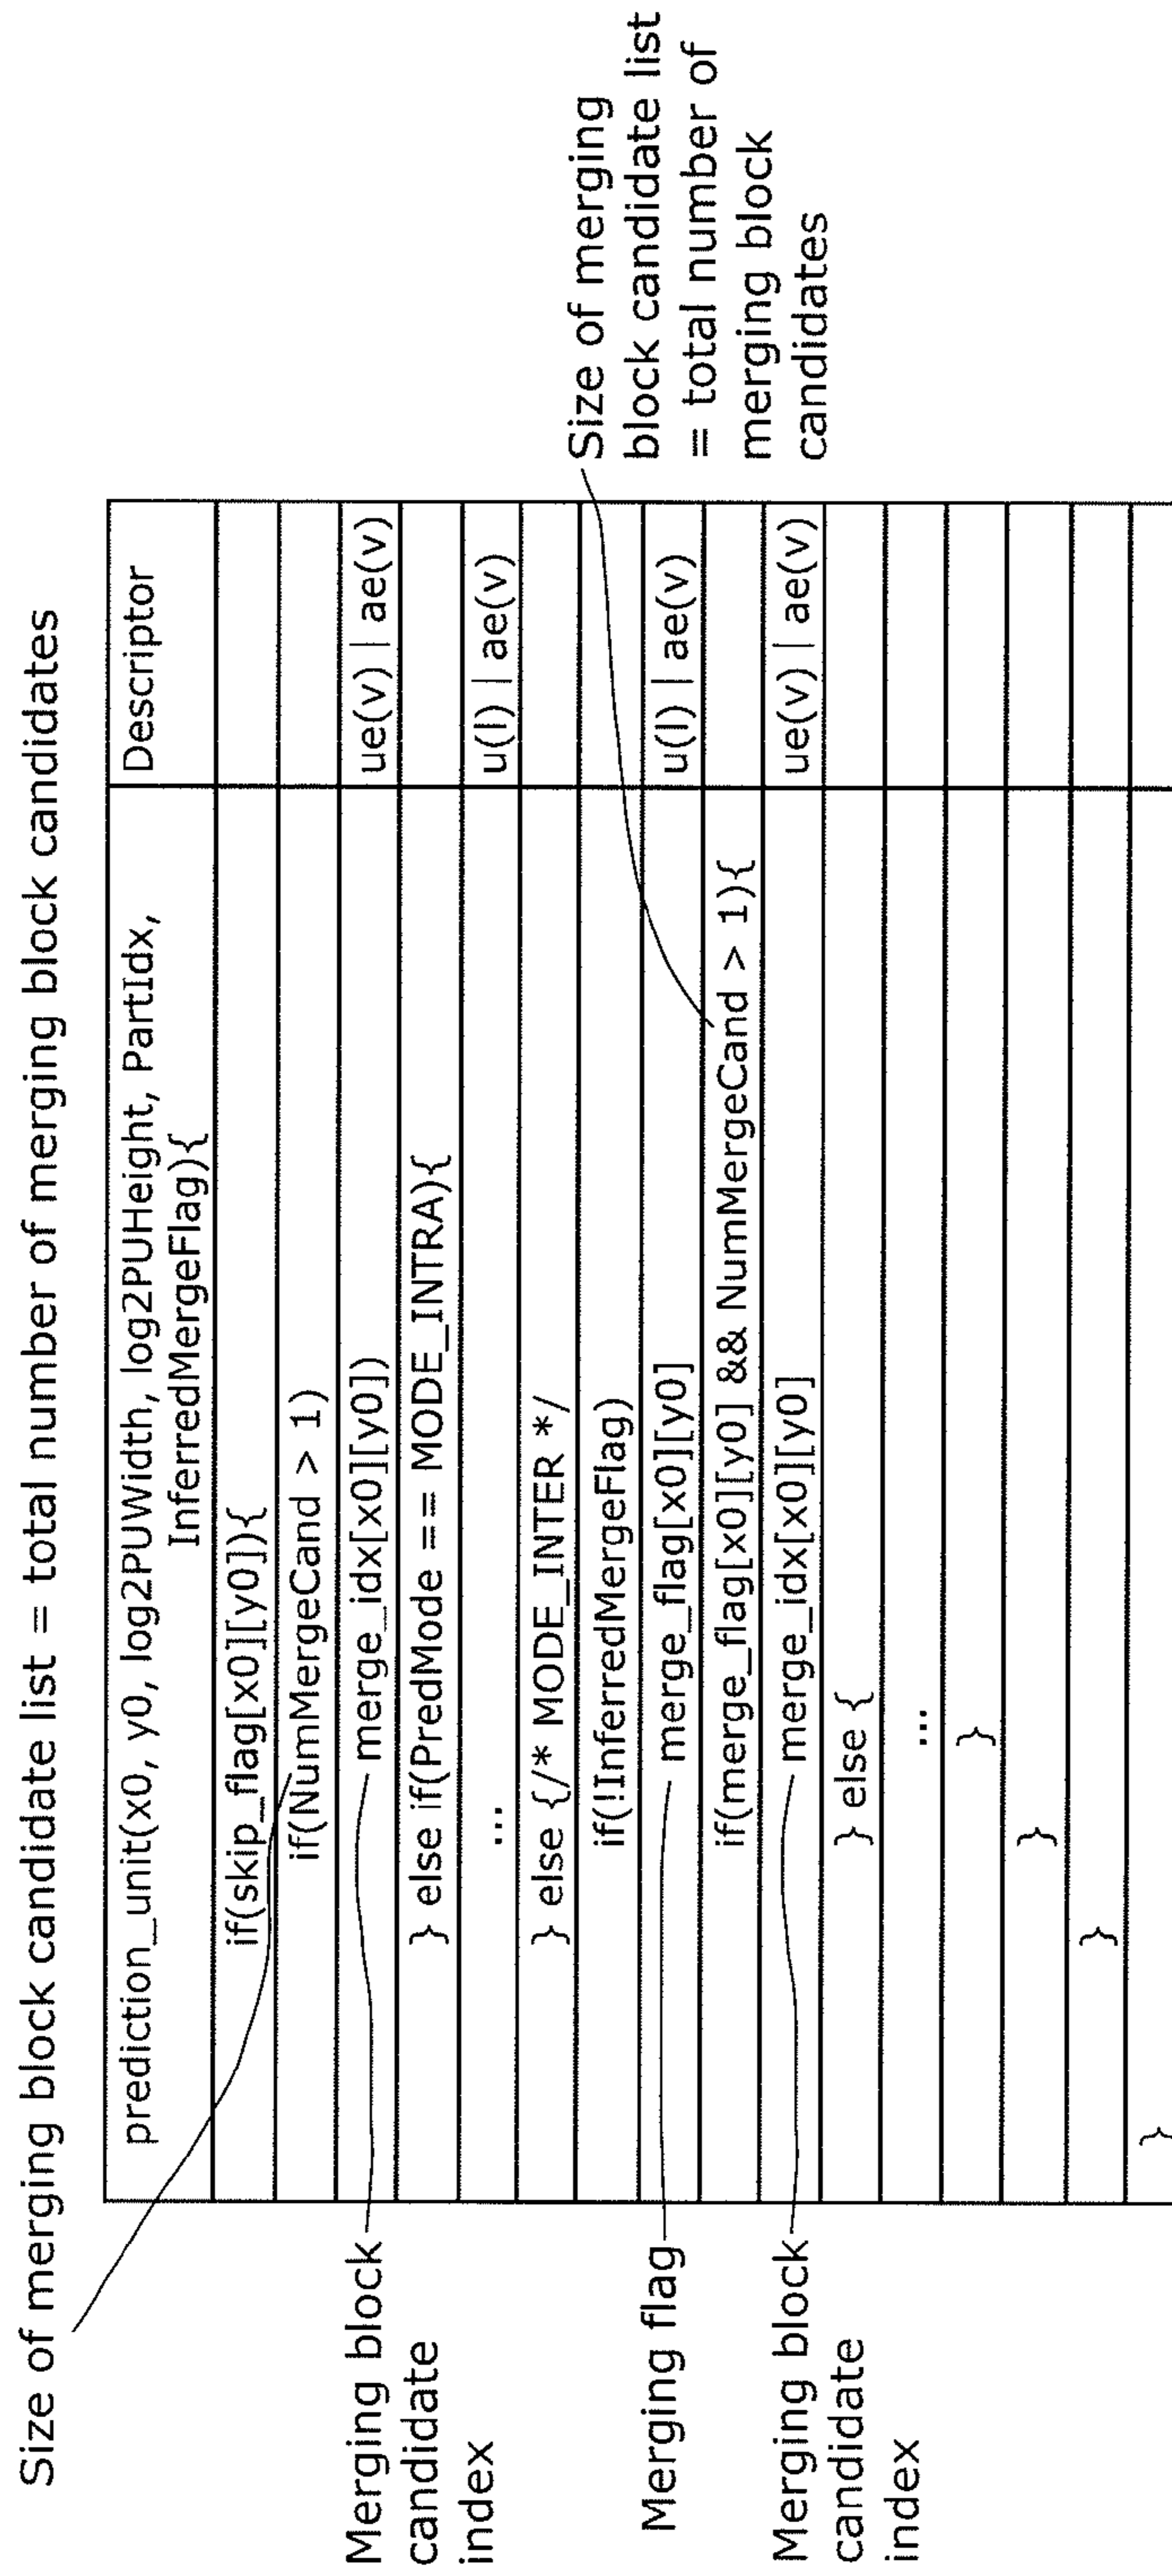 Size of merging block candidate list = total number of merging block candidates
prediction_unit(x0, y0, log2PUWidth, log2PUHeight, PartIdx,
InferredMergeFlag){
Descriptor
if(skip_flag[x0][y0]){
if(NumMergeCand > 1)
Merging block
candidate
index
merge_idx[x0][y0])
ue(v) | ae(v)
} else if(PredMode == MODE_INTRA){
...
u(l) | ae(v)
} else {/* MODE_INTER */
if(!InferredMergeFlag)
Merging flag
merge_flag[x0][y0]
u(l) | ae(v)
if(merge_flag[x0][y0] && NumMergeCand > 1){
Size of merging
block candidate list
= total number of
merging block
candidates
Merging block
candidate
index
merge_idx[x0][y0]
ue(v) | ae(v)
} else {
...
}
}
}
}